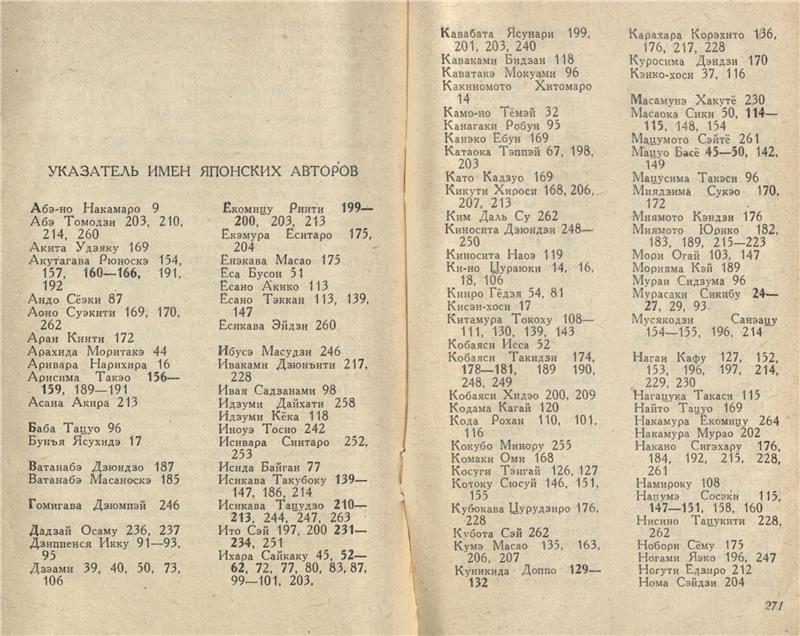 УКАЗАТЕЛЬ ИМЕН ЯПОНСКИХ АВТОРОВ
Абэ-но Накамаро 9
Абэ Томодзи 203, 210,
214, 260
Акита Удзяку 169
Акутагава Рюноскэ 154,
157, 160—166, 191,
192
Андо Сёэки 87
Аоно Суэкити 169, 170,
262
Араи Киити 172
Арахида Моритакэ 44
Аривара Нарихира 16
Арисима Такэо 156—
159, 189—191
Асаиа Акира 213
Баба Тацуо 96
Бунъя Ясухидэ 17
Ватанабэ Дзюндзо 187
Ватанабэ Масаноскэ 185
Гомигава Дзюмпэй 246
Дадзай Осаму 236, 237
Дзиппенся Икку 91—93,
95
Дзэами 39, 40, 50, 73,
106
Ёкомицу Риити 199—
200, 203, 213
Ёкэмура Ёситаро 175,
204
Ёнэкава Масао 175
Ёса Бусон 51
Ёсано Акико 113
Ёсано Тэккан 113, 139,
147
Ёсикава Эйдзи 260
Ибусэ Масудзи 246
Иваками Дзюнъити 217,
228
Ивая Садзанами 98
Идзуми Дайхати 258
Идзуми Кёка 118
Иноуэ Тосио 242
Исивара Синтаро 252,
253
Исида Байган 77
Исикава Такубоку 139—
147, 186, 214
Исикава Тацудзо 210—
213, 244, 247, 263
Ито Сэй 197, 200 231—
234, 251
Ихара Сайкаку 45, 52—
62, 72, 77, 80, 83, 87,
99—101, 203,
Кавабата Ясунари 199,
201, 203, 240
Каваками Бидзан 118
Каватакэ Мокуами 96
Какиномото Хитомаро
14
Камо-но Тёмэй 32
Канагаки Робун 95
Канэко Ёбун 169
Катаока Тэппэй 67, 198,
203
Като Кадзуо 169
Кикути Хироси 168, 206,
207, 213
Ким Даль Су 262
Киносита Дзюндзи 248—
250
Киносита Наоэ 119
Ки-но Цураюки 14, 16,
18, 106
Кинро Гёдзя 54, 81
Кисэн-хоси 17
Китамура Токоху 108—
111, 130, 139, 143
Кобаяси Исса 52
Кобаяси Такидзи 174,
178—181, 189 190,
248, 249
Кобаяси Хидэо 200, 209
Кодама Кагай 120
Кода Рохан 110, 101,
116
Кокубо Минору 255
Комаки Оми 168
Косуги Тэнгай 126, 127
Котоку Сюсуй 146, 151,
155
Кубокава Цурудзиро 176,
228
Кубота Сэй 262
Кумэ Масао 135, 163,
206, 207
Куникида Доппо 129—
132
Карахара Корэхито 136,
176, 217, 228
Куросима Дэндзи 170
Кэнко-хоси 37, 116
Масамунэ Хакутё 230
Масаока Сики 50, 114—
115, 148, 154
Мацумото Сэйтё 261
Мацуо Басё 45—50, 142,
149
Мацусима Такэси 96
Миядзима Сукэо 170,
172
Миямото Кэндзи 176
Миямото Юрико 182,
183, 189, 215—223
Мори Огай 103, 147
Морияма Кэй 189
Мураи Сидзума 96
Мурасаки Сикибу 24—
27, 29, 93
Мусякодзи Санэацу
154—155, 196, 214
Нагаи Кафу 127, 152,
153, 196, 197, 214,
229, 230
Нагацука Такаси 115
Найто Тацуо 169
Накамура Ёкомицу 264
Накамура Мурао 202
Накано Сигэхару 176,
184, 192, 215, 228,
261
Намироку 108
Нацумэ Сосэки 115,
147—151, 158, 160
Нисино Тацукити 228,
262
Нобори Сёму 175
Ногами Яэко 196, 247
Ногути Едзиро 212
Нома Сэйдзи 204
271